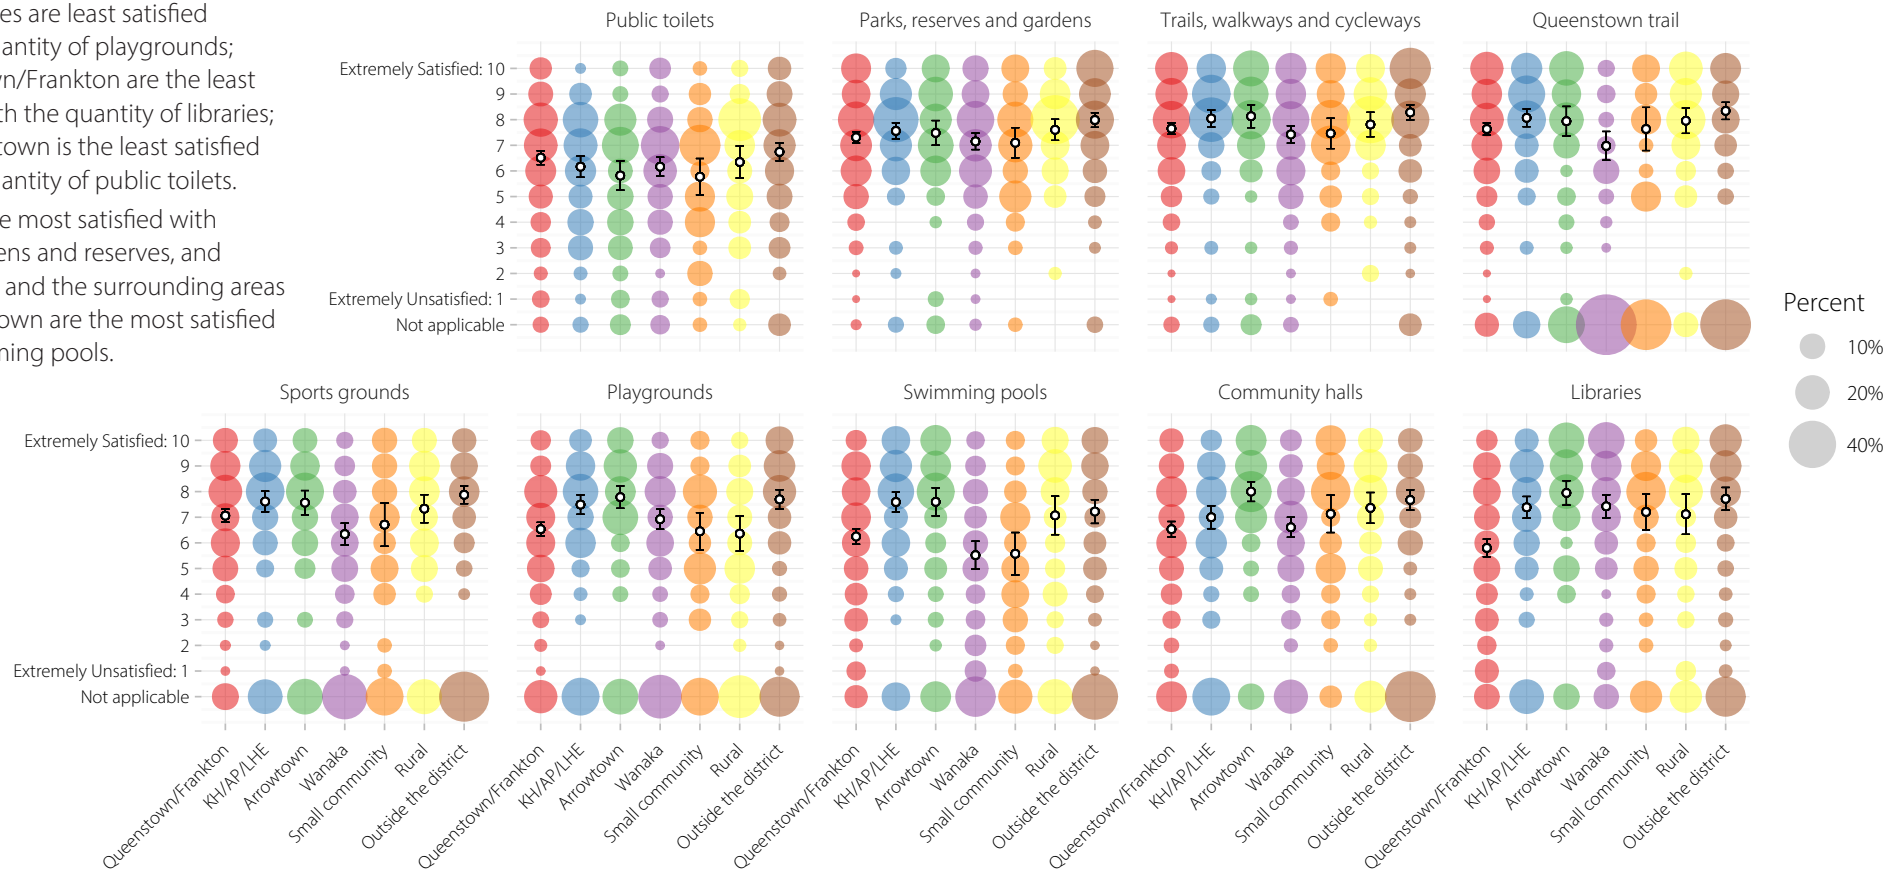 es are least satisfied
antity of playgrounds;
n/Frankton are the least
th the quantity of libraries;
town is the least satisfied
antity of public toilets.
e most satisfied with
ens and reserves, and
and the surrounding areas
own are the most satisfied
ning pools.
Public toilets
Parks, reserves and gardens
Trails, walkways and cycleways
Queenstown trail
Extremely Satisfied: 10
9
8
7
6
5
4
3
2
Extremely Unsatisfied: 1
Not applicable
Percent
10%
20%
40%
Sports grounds
Playgrounds
Swimming pools
Community halls
Libraries
Extremely Satisfied: 10
9
8
7
6
5
4
3
2
Extremely Unsatisfied: 1
Not applicable
Queenstown/Frankton
KH/AP/LHE
Arrowtown
Wanaka
Small community
Rural
Outside the district
Queenstown/Frankton
KH/AP/LHE
Arrowtown
Wanaka
Small community
Rural
Outside the district
Queenstown/Frankton
KH/AP/LHE
Arrowtown
Wanaka
Small community
Rural
Outside the district
Queenstown/Frankton
KH/AP/LHE
Arrowtown
Wanaka
Small community
Rural
Outside the district
Queenstown/Frankton
KH/AP/LHE
Arrowtown
Wanaka
Small community
Rural
Outside the district